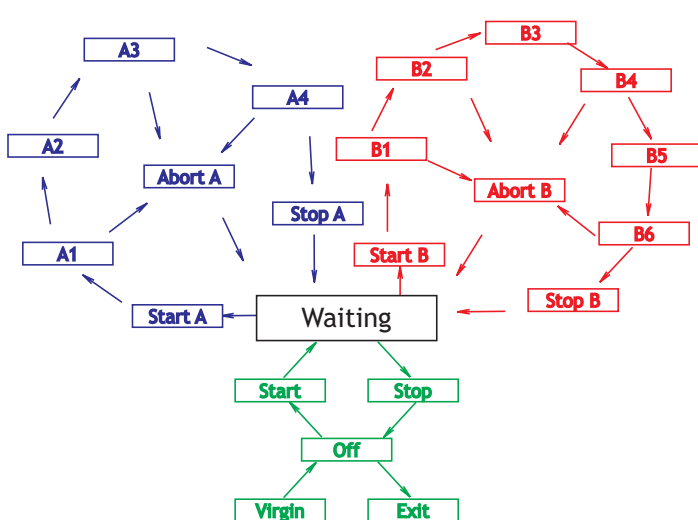 B3
A3
B2
B4
A4
A2
B1
B5
Abort A
Abort B
Stop A
B6
A1
Start B
Stop B
Start A
Waiting
Start
Stop
Off
Virgin
Exit